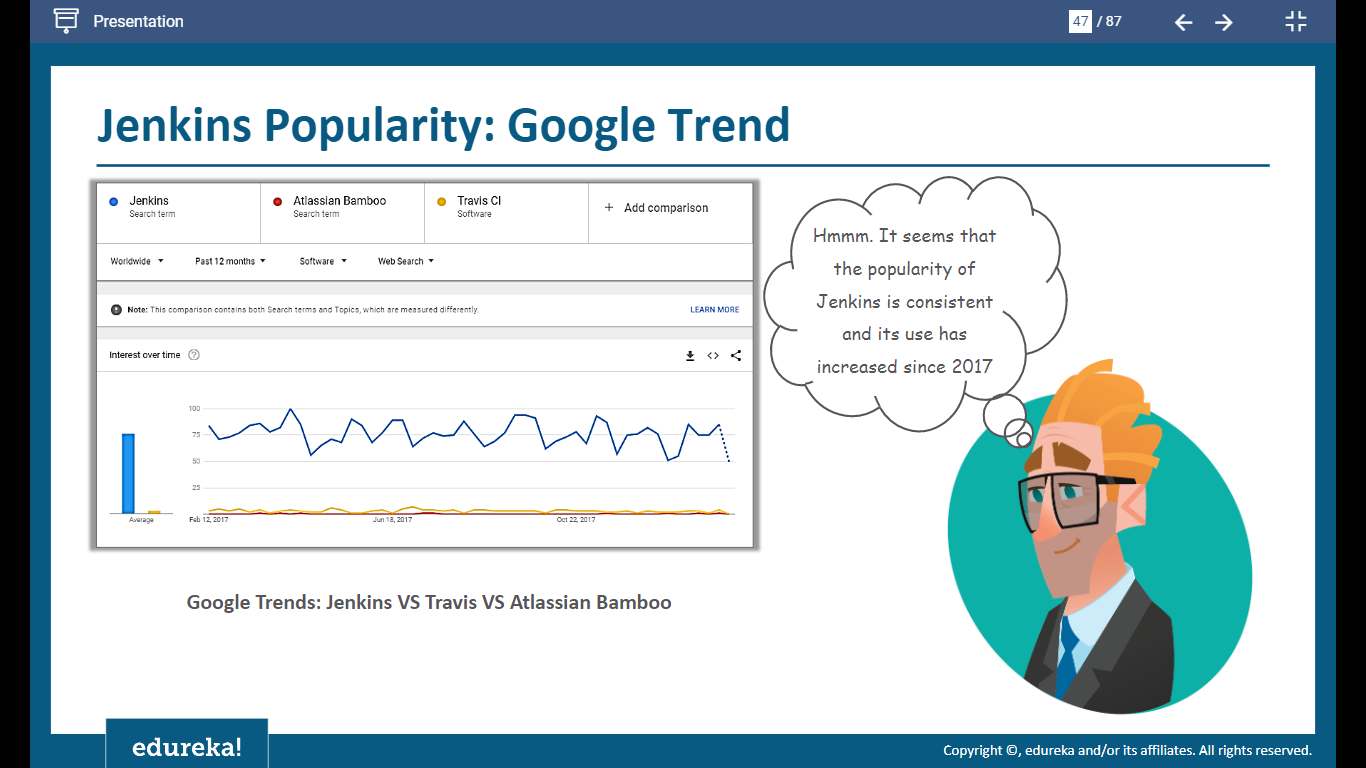 Presentation
47 / 87
Jenkins Popularity: Google Trend
Jenkins
Search term
Atlassian Bamboo
Search term
Travis CI
Software
+ Add comparison
Worldwide
Past 12 months
Software
Web Search
Note: This comparison contains both Search terms and Topics, which are measured differently.
LEARN MORE
Interest over time
100
75
50
25
Average
Feb 12, 2017
Jun 18, 2017
Oct 22, 2017
Hmmm. It seems that
the popularity of
Jenkins is consistent
and its use has
increased since 2017
Google Trends: Jenkins VS Travis VS Atlassian Bamboo
edureka!
Copyright ©, edureka and/or its affiliates. All rights reserved.